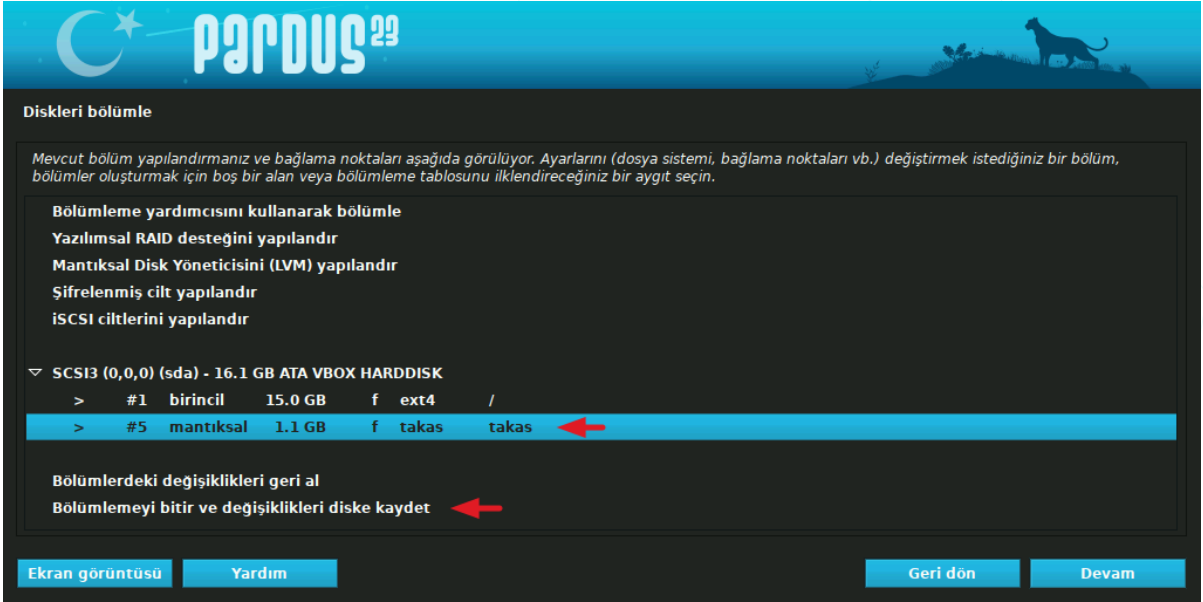 Pardus 23
Diskleri bölümle
Mevcut bölüm yapılandırmanız ve bağlama noktaları aşağıda görülüyor. Ayarlarını (dosya sistemi, bağlama noktaları vb.) değiştirmek istediğiniz bir bölüm,
bölümler oluşturmak için boş bir alan veya bölümleme tablosunu ilklendireceğiniz bir aygıt seçin.
Bölümleme yardımcısını kullanarak bölümle
Yazılımsal RAID desteğini yapılandır
Mantıksal Disk Yöneticisini (LVM) yapılandır
Şifrelenmiş cilt yapılandır
iSCSI ciltlerini yapılandır
SCSI3 (0,0,0) (sda) - 16.1 GB ATA VBOX HARDDISK
> #1 birincil 15.0 GB f ext4 /
> #5 mantıksal 1.1 GB f takas takas
Bölümlerdeki değişiklikleri geri al
Bölümlemeyi bitir ve değişiklikleri diske kaydet
Ekran görüntüsü Yardım Geri dön Devam